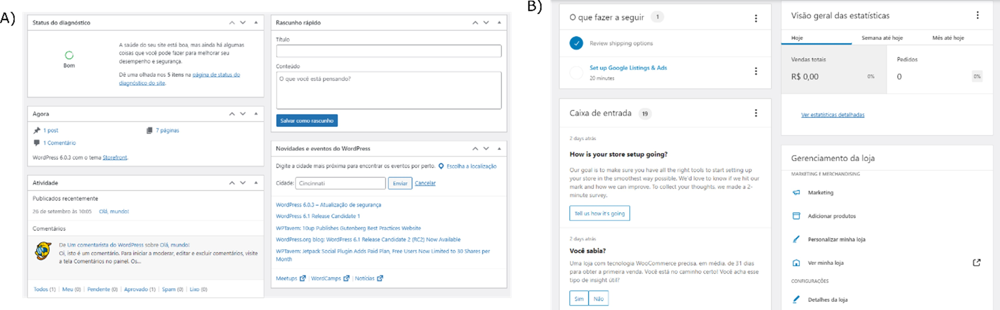 A)
Status do diagnóstico
Bom
A saúde do seu site está boa, mas ainda há algumas
coisas que você pode fazer para melhorar seu
desempenho e segurança.
Dê uma olhada nos 5 itens na página de status do
diagnóstico do site.
Agora
1 post
7 páginas
1 Comentário
WordPress 6.0.3 com o tema Storefront.
Atividade
Publicados recentemente
26 de setembro às 10:05 Olá, mundo!
Comentários
De Um comentarista do WordPress sobre Olá, mundo!
Oi, isto é um comentário. Para iniciar a moderar, editar e excluir comentários, visite
a tela Comentários no painel. Os...
Todos (1) | Meu (0) | Pendente (0) | Aprovado (1) | Spam (0) | Lixo (0)
Rascunho rápido
Título
Conteúdo
O que você está pensando?
Salvar como rascunho
Novidades e eventos do WordPress
Digite a cidade mais próxima para encontrar os eventos por perto. Escolha a localização
Cidade: Cincinnati Enviar Cancelar
WordPress 6.0.3 – Atualização de segurança
WordPress 6.1 Release Candidate 1
WPTavern: 10up Publishes Gutenberg Best Practices Website
WordPress.org blog: WordPress 6.1 Release Candidate 2 (RC2) Now Available
WPTavern: Jetpack Social Plugin Adds Paid Plan, Free Users Now Limited to 30 Shares per
Month
Meetups | WordCamps | Notícias
B)
O que fazer a seguir 1
Review shipping options
Set up Google Listings & Ads
20 minutes
Caixa de entrada 19
2 days atrás
How is your store setup going?
Our goal is to make sure you have all the right tools to start setting up
your store in the smoothest way possible. We'd love to know if we hit our
mark and how we can improve. To collect your thoughts, we made a 2-
minute survey.
Tell us how it's going
2 days atrás
Você sabia?
Uma loja com tecnologia WooCommerce precisa, em média, de 31 dias
para obter a primeira venda. Você está no caminho certo! Você acha esse
tipo de insight útil?
Sim Não
Visão geral das estatísticas
Hoje Semana até hoje Mês até hoje
Vendas totais
R$ 0,00 0%
Pedidos
0 0%
Ver estatísticas detalhadas
Gerenciamento da loja
MARKETING E MERCHANDISING
Marketing
Adicionar produtos
Personalizar minha loja
Ver minha loja
CONFIGURAÇÕES
Detalhes da loja